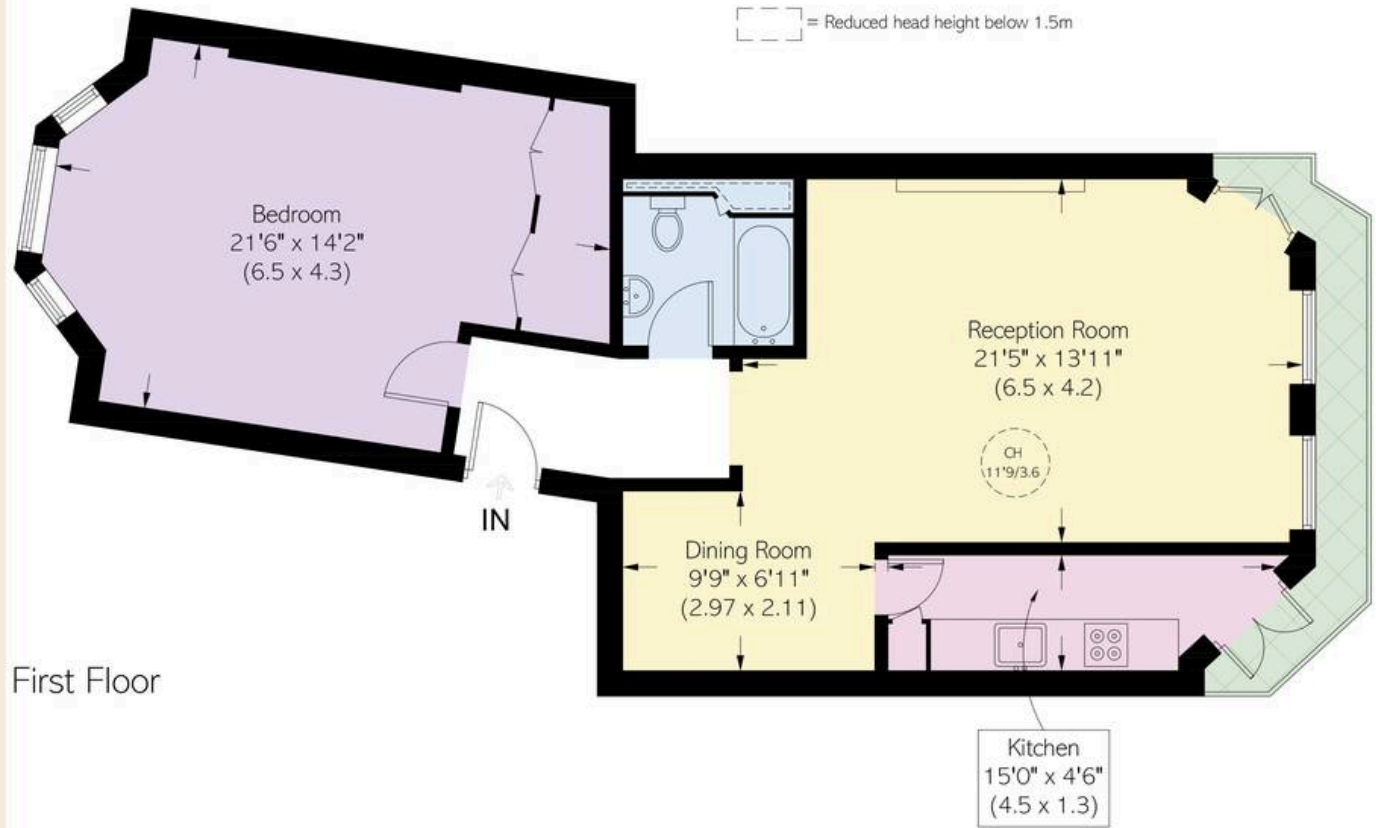 = Reduced head height below 1.5m
Bedroom
21'6" x 14'2"
(6.5 x 4.3)
Reception Room
21'5" x 13'11"
(6.5 x 4.2)
CH
11'9/3.6
IN
Dining Room
9'9" x 6'11"
(2.97 x 2.11)
First Floor
Kitchen
15'0" x 4'6"
(4.5 x 1.3)